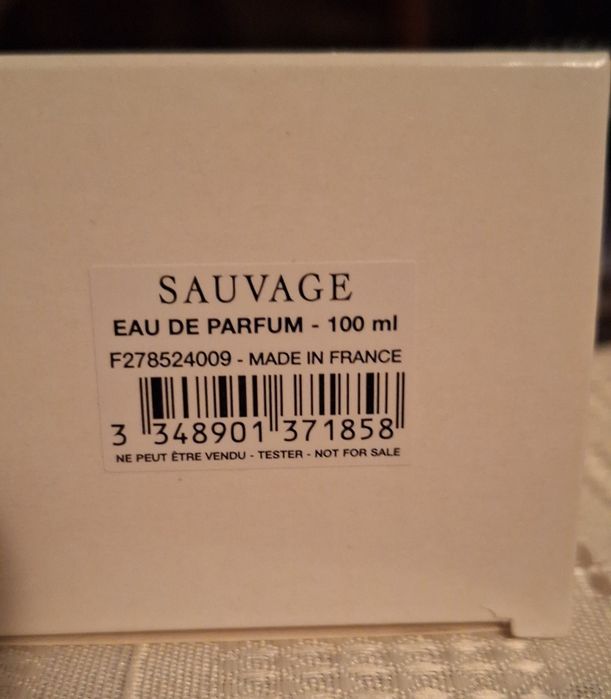 SAUVAGE
EAU DE PARFUM - 100 ml
F278524009 - MADE IN FRANCE
3 348901 371858
NE PEUT ÊTRE VENDU - TESTER - NOT FOR SALE